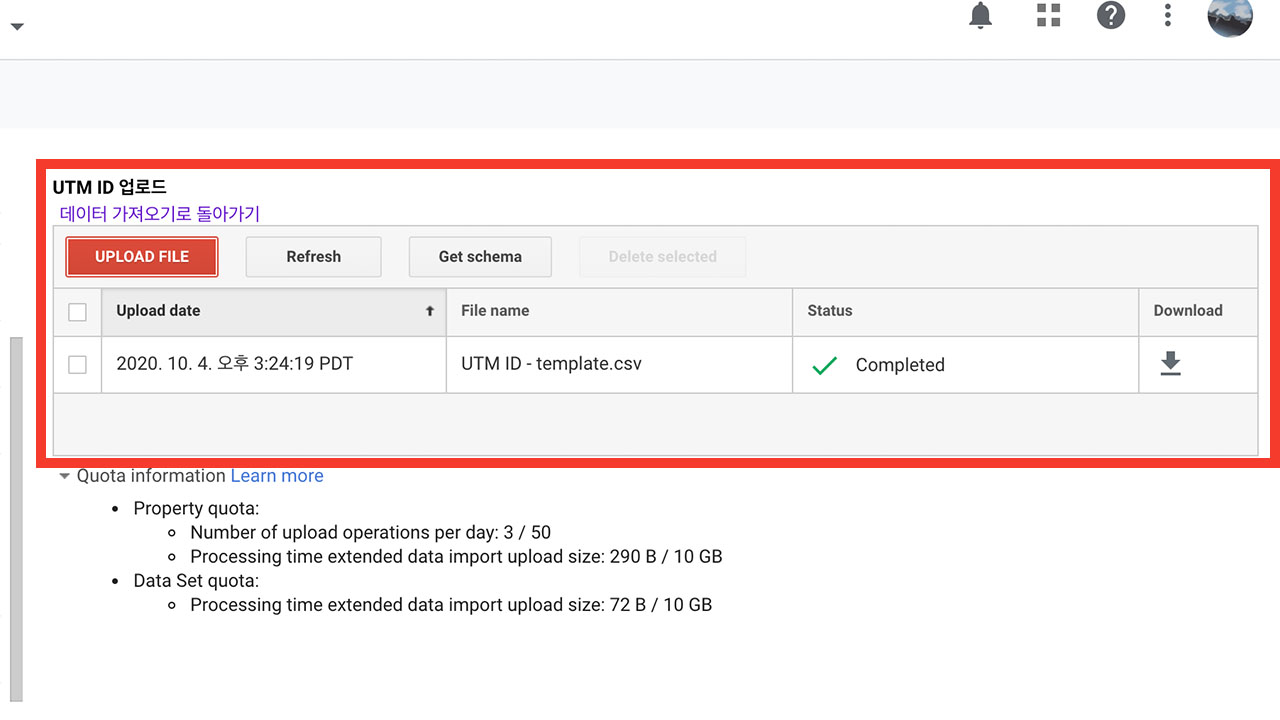 UTM ID 업로드
데이터 가져오기로 돌아가기
UPLOAD FILE Refresh Get schema Delete selected
Upload date File name Status Download
2020. 10. 4. 오후 3:24:19 PDT UTM ID - template.csv Completed
Quota information Learn more
Property quota:
Number of upload operations per day: 3 / 50
Processing time extended data import upload size: 290 B / 10 GB
Data Set quota:
Processing time extended data import upload size: 72 B / 10 GB